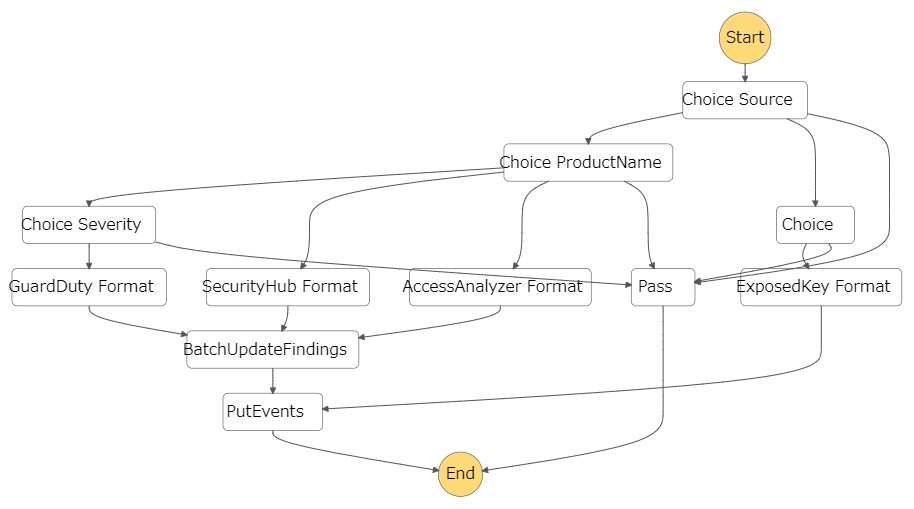 Start
Choice Source
Choice ProductName
Choice Severity
Choice
GuardDuty Format
SecurityHub Format
AccessAnalyzer Format
Pass
ExposedKey Format
BatchUpdateFindings
PutEvents
End